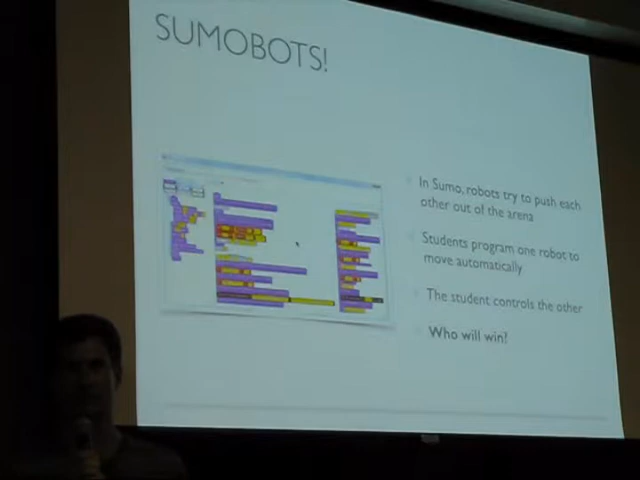 SUMOBOTS!
In Sumo, robots try to push each
other out of the arena
Students program one robot to
move automatically
The student controls the other
Who will win?